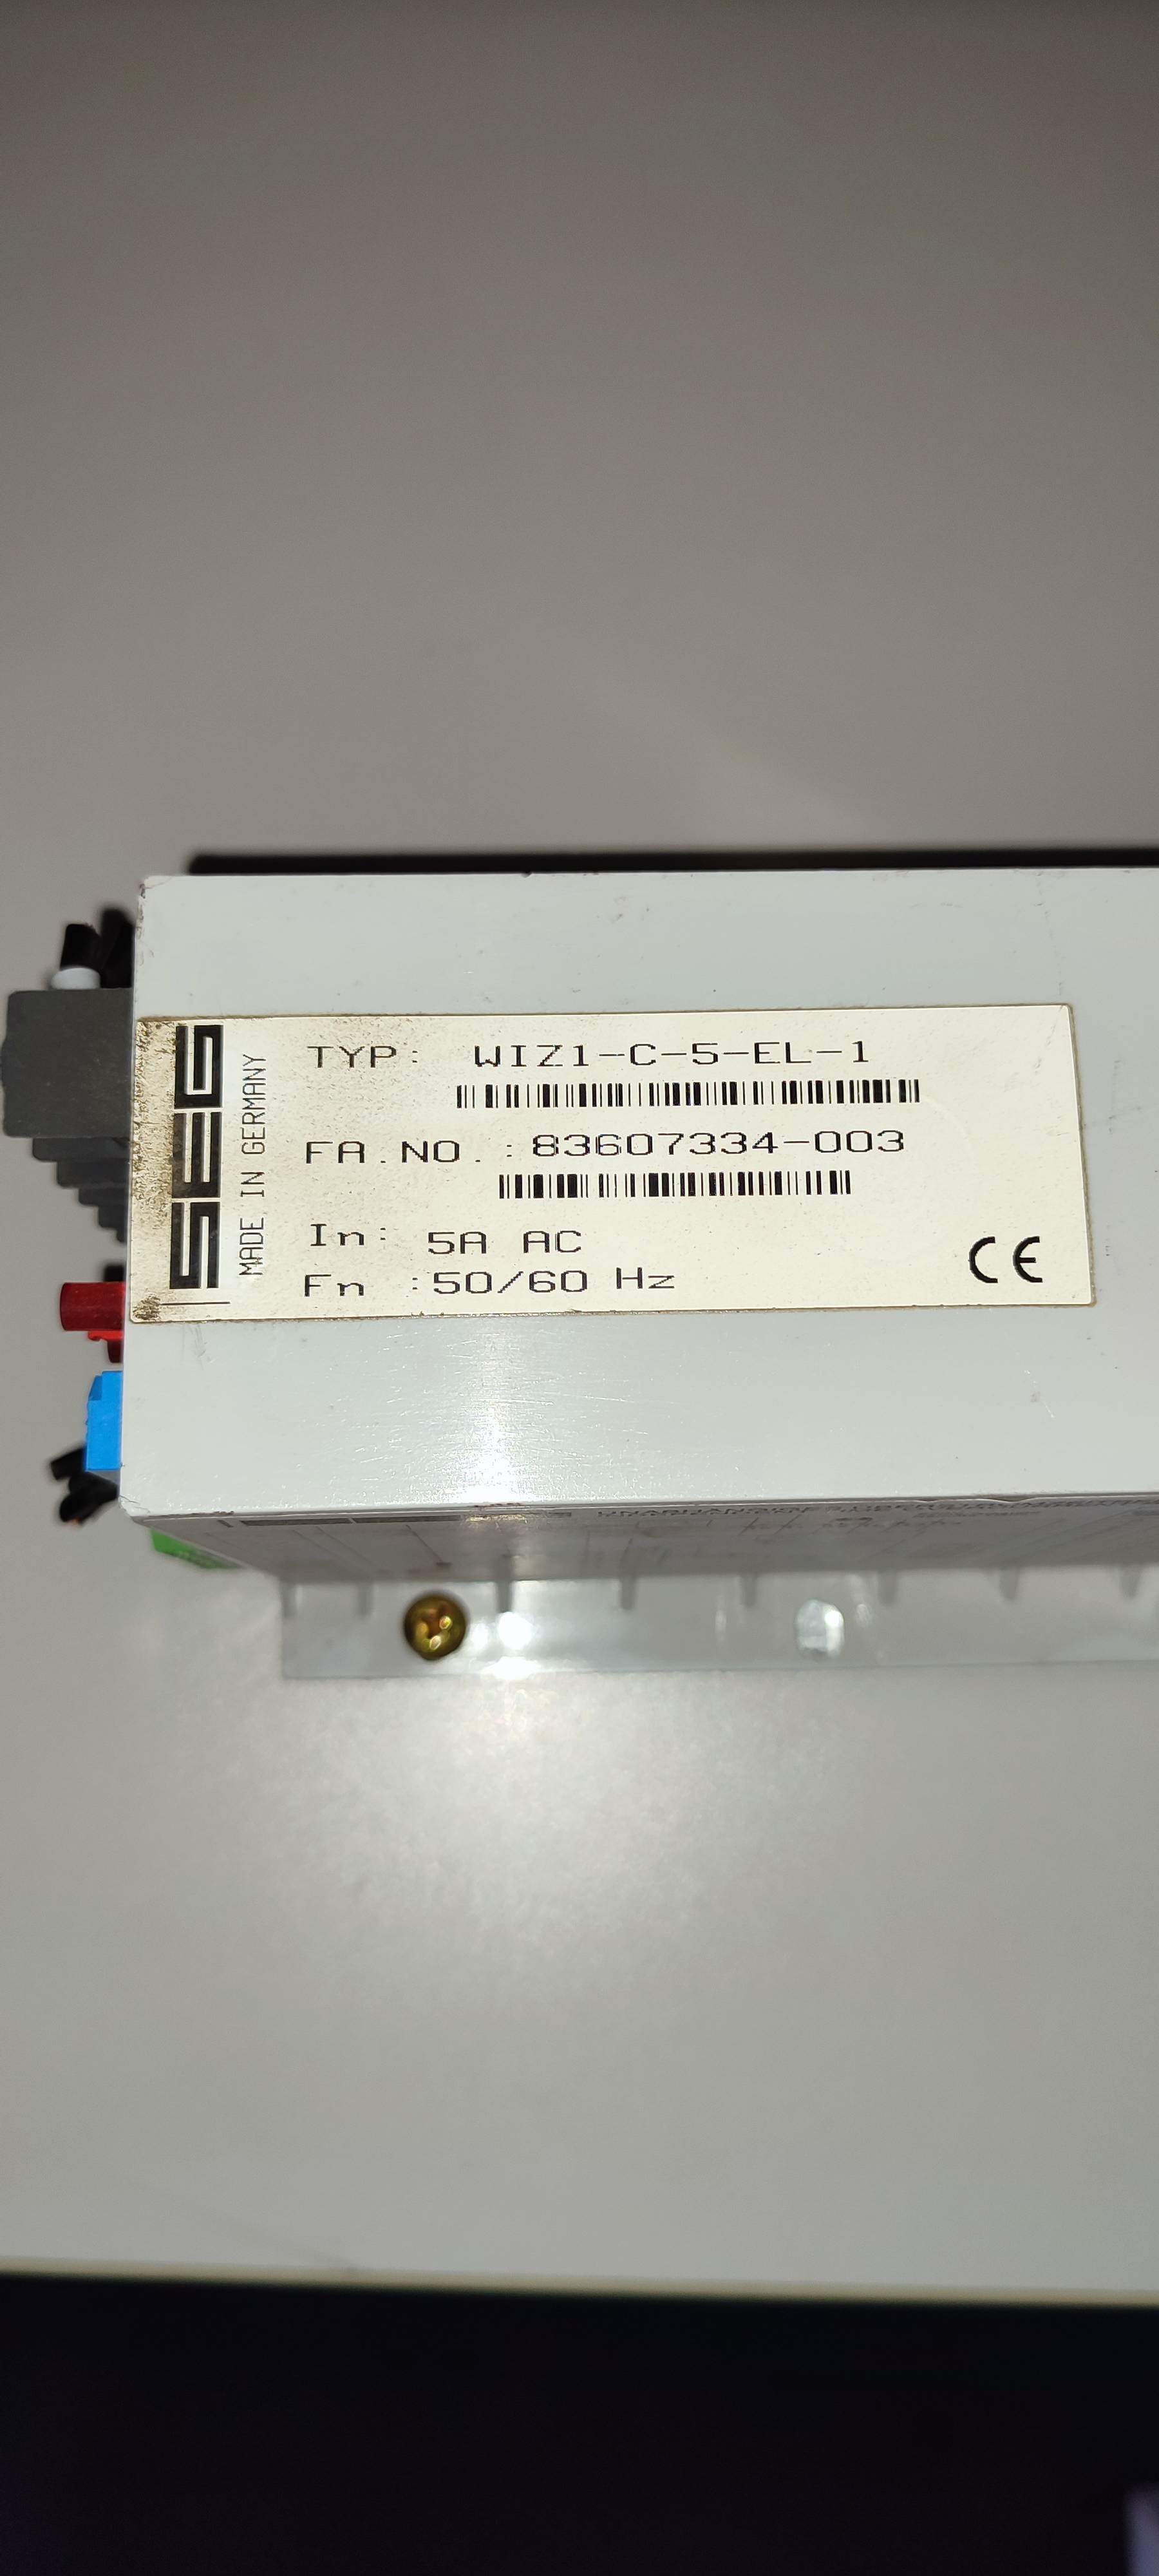 SEG
MADE IN GERMANY
TYP: WIZ1-C-5-EL-1
FA.NO.:83607334-003
In: 5A AC
Fn :50/60 Hz
CE